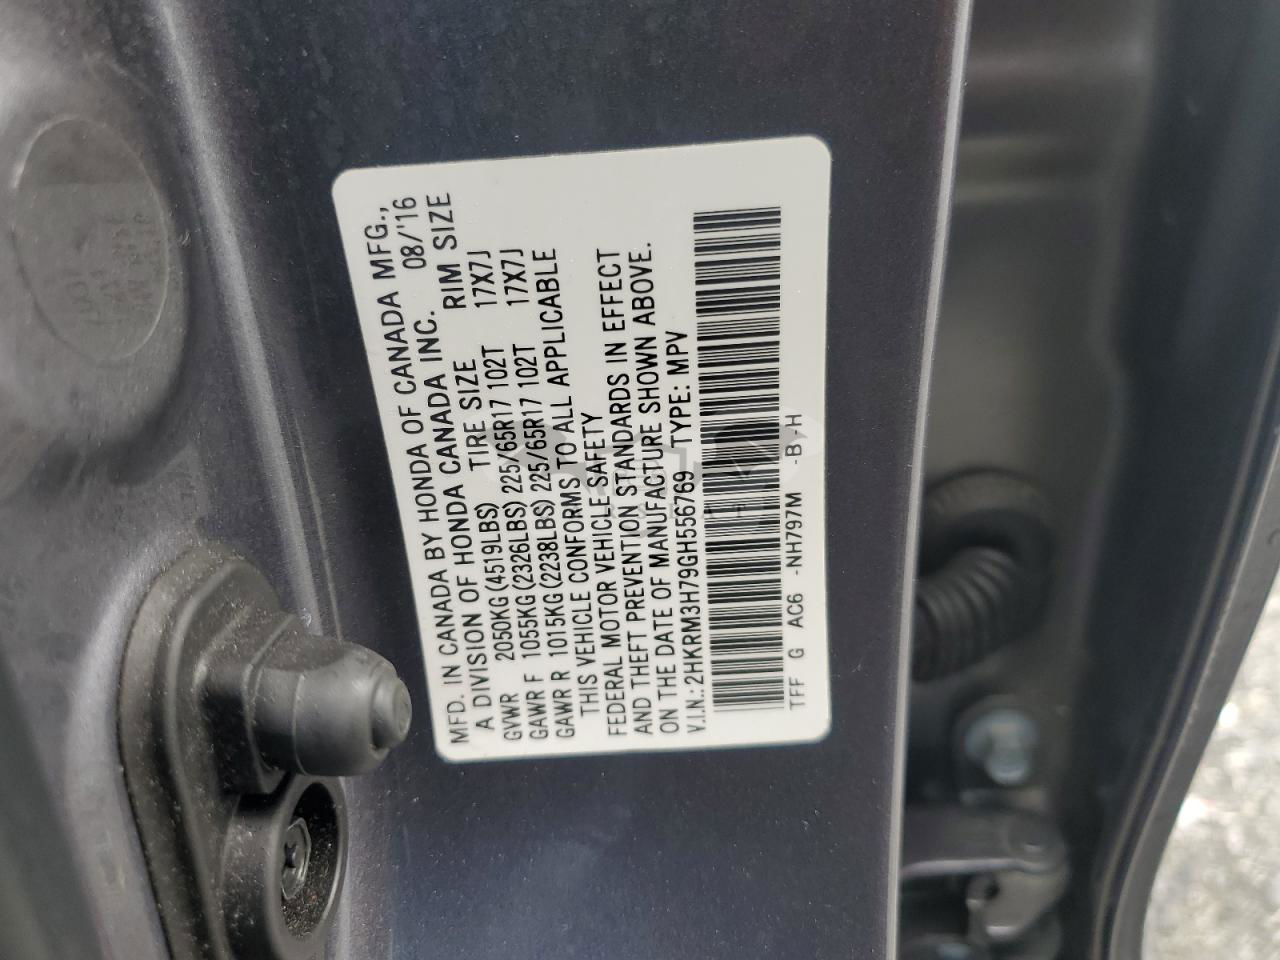 MFD. IN CANADA BY HONDA OF CANADA MFG.,
A DIVISION OF HONDA CANADA INC. 08/'16
TIRE SIZE RIM SIZE
GVWR 2050KG(4519LBS)
GAWR F 1055KG(2326LBS) 225/65R17 102T 17X7J
GAWR R 1015KG(2238LBS) 225/65R17 102T 17X7J
THIS VEHICLE CONFORMS TO ALL APPLICABLE
FEDERAL MOTOR VEHICLE SAFETY
AND THEFT PREVENTION STANDARDS IN EFFECT
ON THE DATE OF MANUFACTURE SHOWN ABOVE.
V.I.N.:2HKRM3H79GH556769 TYPE: MPV
TFF G AC6 -NH797M -B -H